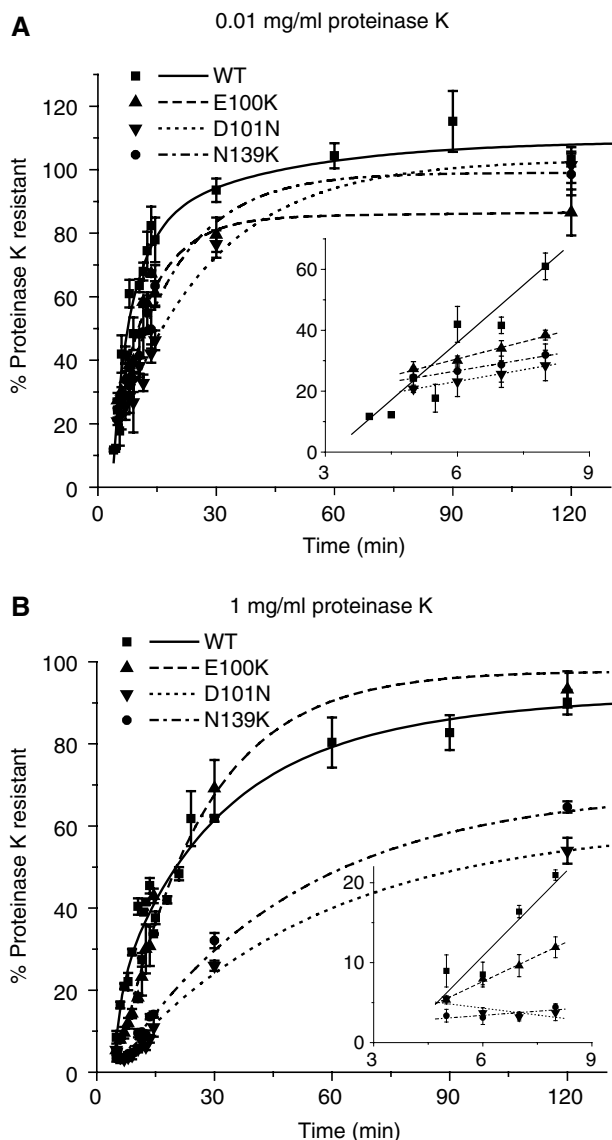 A
0.01 mg/ml proteinase K
WT
E100K
D101N
N139K
% Proteinase K resistant
120
100
80
60
40
20
0
60
40
20
0
3 6 9
0 30 60 90 120
Time (min)
B
1 mg/ml proteinase K
WT
E100K
D101N
N139K
% Proteinase K resistant
100
80
60
40
20
0
20
10
0
3 6 9
0 30 60 90 120
Time (min)